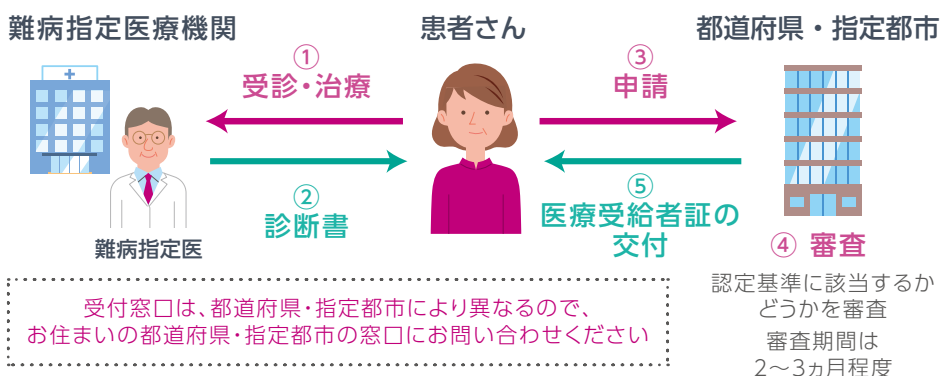 難病指定医療機関
患者さん
都道府県・指定都市
①
受診・治療
③
申請
②
診断書
⑤
医療受給者証の
交付
難病指定医
④ 審査
認定基準に該当するか
どうかを審査
審査期間は
2〜3ヵ月程度
受付窓口は、都道府県・指定都市により異なるので、
お住まいの都道府県・指定都市の窓口にお問い合わせください